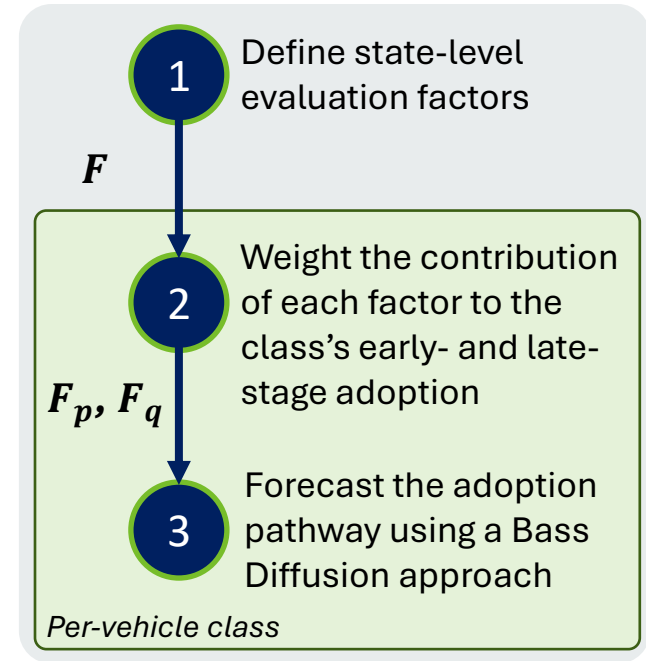 1
Define state-level
evaluation factors
F
2
Weight the contribution
of each factor to the
class's early- and late-
stage adoption
F_p, F_q
3
Forecast the adoption
pathway using a Bass
Diffusion approach
Per-vehicle class